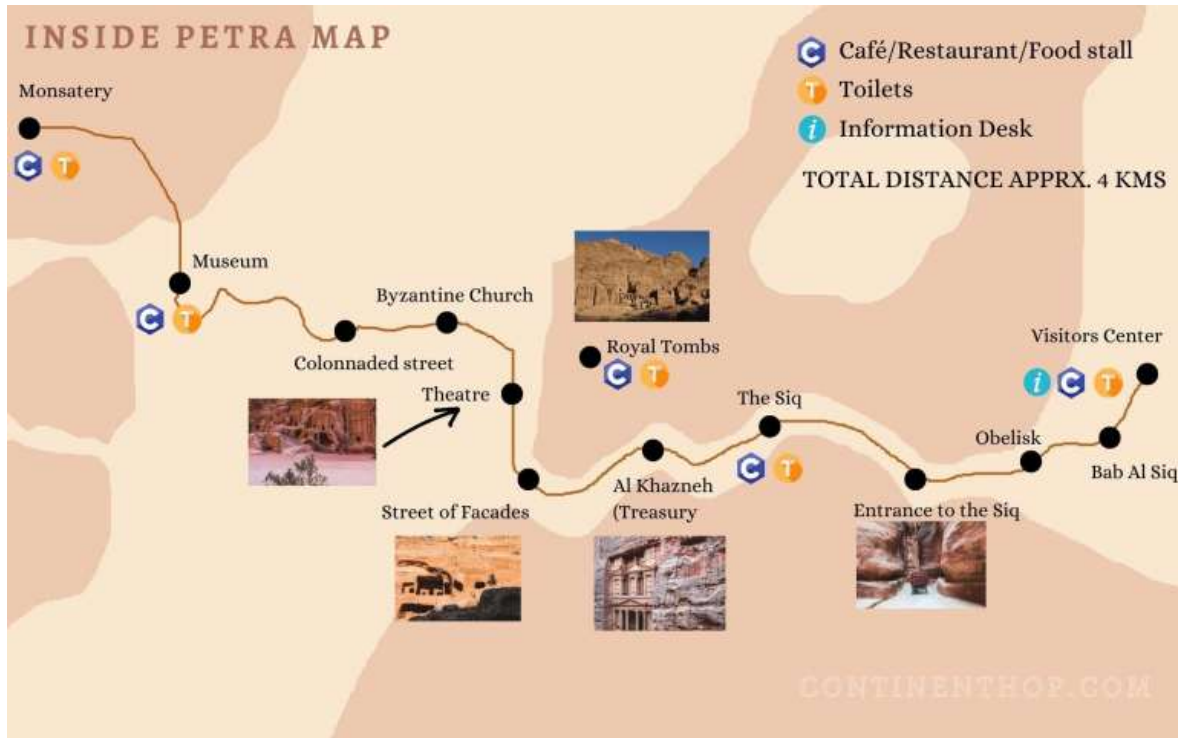 INSIDE PETRA MAP
C Café/Restaurant/Food stall
T Toilets
i Information Desk
TOTAL DISTANCE APPRX. 4 KMS
Monsatery
C T
Museum
C T
Byzantine Church
Colonnaded street
Theatre
Royal Tombs
C T
Visitors Center
i C T
The Siq
C T
Obelisk
Bab Al Siq
Al Khazneh
(Treasury
Street of Facades
Entrance to the Siq
CONTINENTHOP.COM